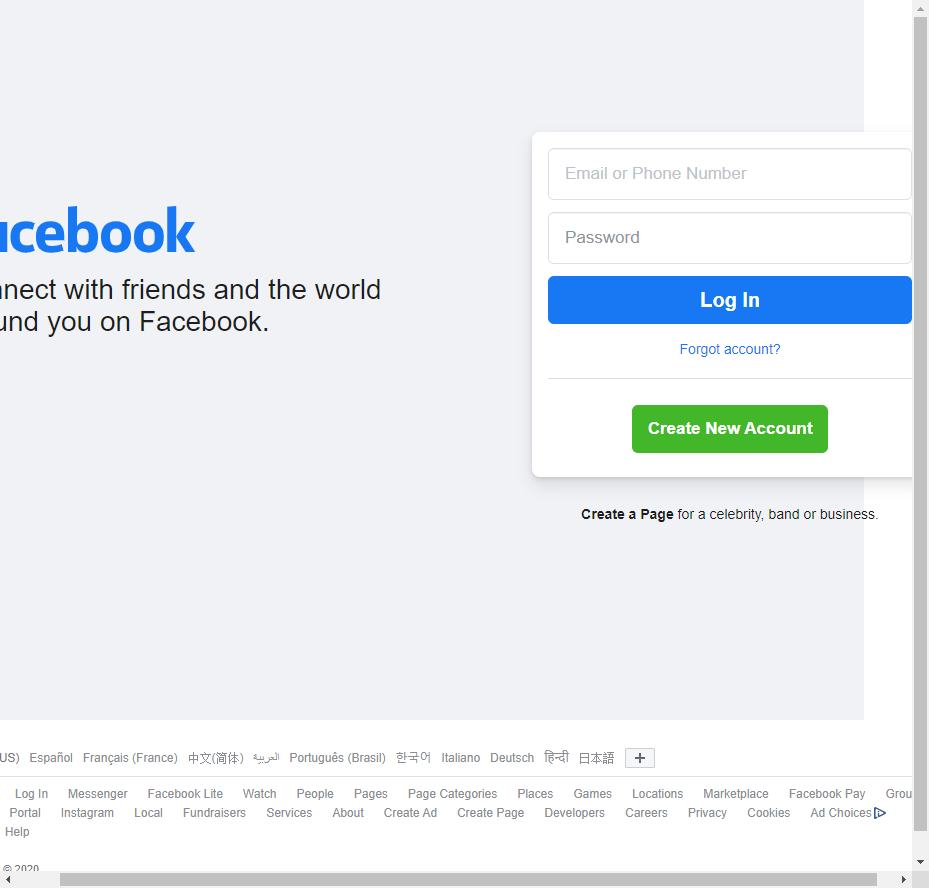 acebook
nnect with friends and the world
und you on Facebook.
Email or Phone Number
Password
Log In
Forgot account?
Create New Account
Create a Page for a celebrity, band or business.
US) Español Français (France) 中文(简体) العربية Português (Brasil) 한국어 Italiano Deutsch हिन्दी 日本語 +
Log In Messenger Facebook Lite Watch People Pages Page Categories Places Games Locations Marketplace Facebook Pay Grou
Portal Instagram Local Fundraisers Services About Create Ad Create Page Developers Careers Privacy Cookies Ad Choices
Help
© 2020